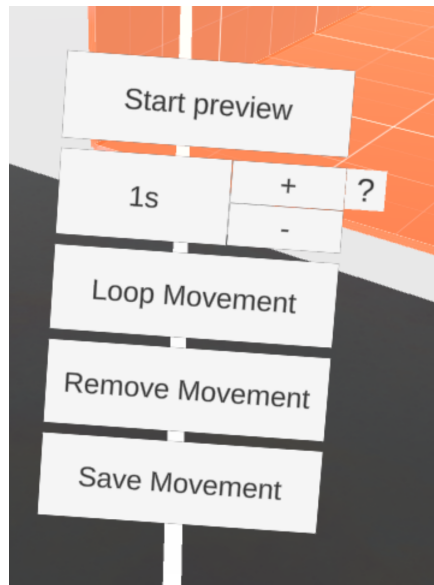 Start preview
1s
+
?
-
Loop Movement
Remove Movement
Save Movement